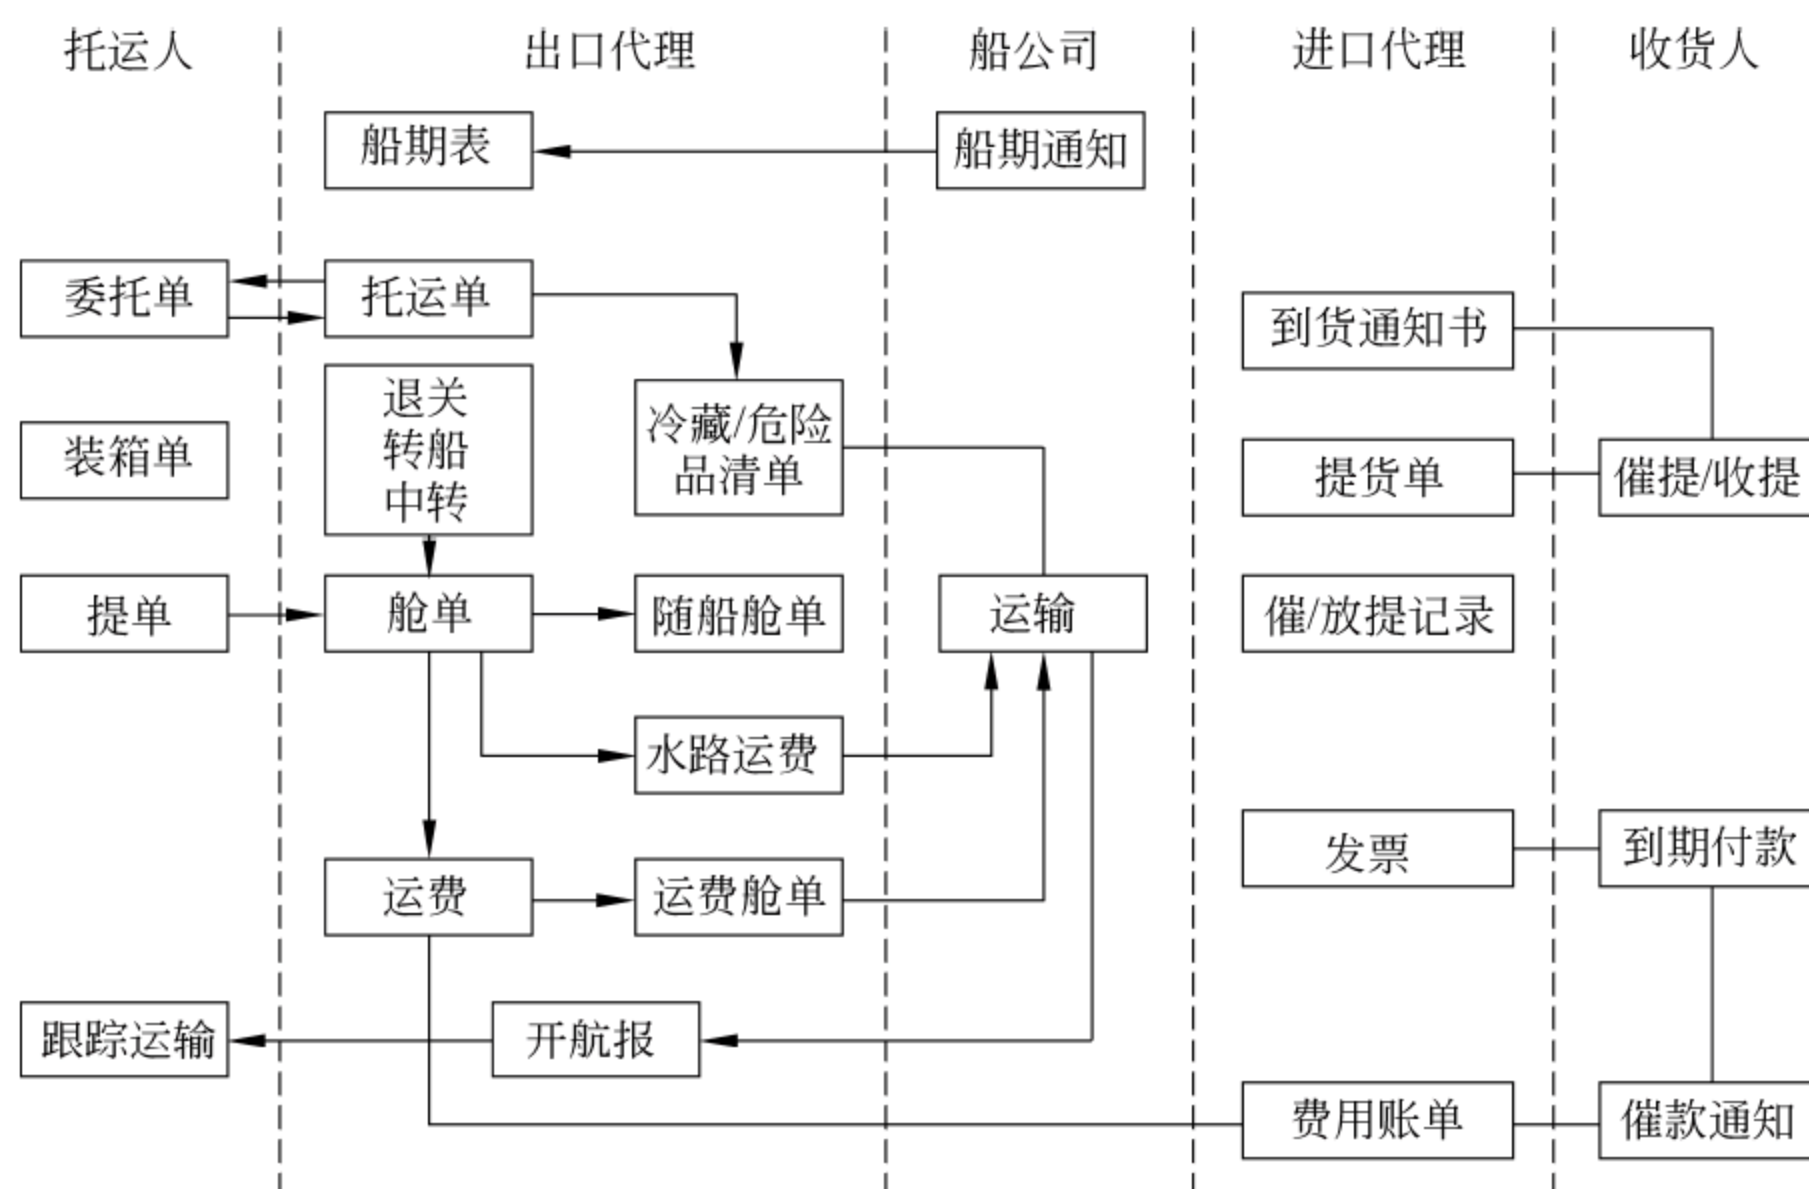 托运人
出口代理
船公司
进口代理
收货人
船期表
船期通知
委托单
托运单
到货通知书
退关
转船
中转
冷藏/危险
品清单
装箱单
提货单
催提/收提
提单
舱单
随船舱单
运输
催/放提记录
水路运费
发票
到期付款
运费
运费舱单
跟踪运输
开航报
费用账单
催款通知